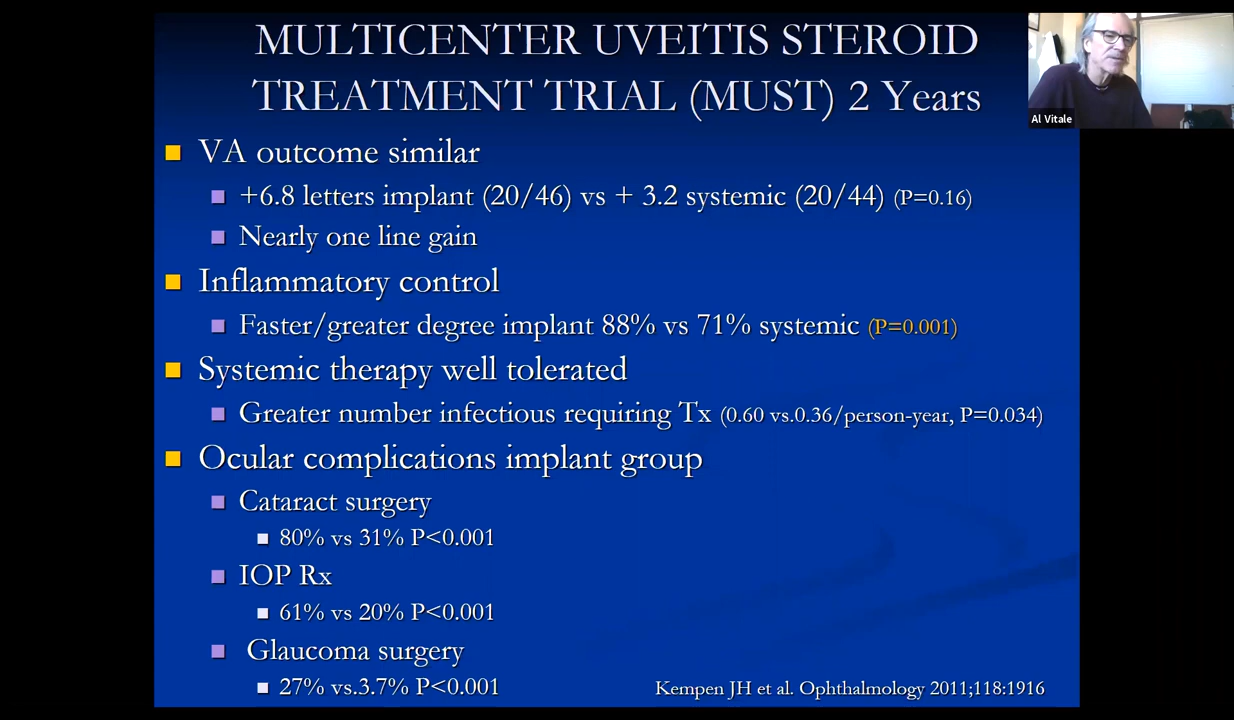 MULTICENTER UVEITIS STEROID
TREATMENT TRIAL (MUST) 2 Years
Al Vitale
VA outcome similar
+6.8 letters implant (20/46) vs + 3.2 systemic (20/44) (P=0.16)
Nearly one line gain
Inflammatory control
Faster/greater degree implant 88% vs 71% systemic (P=0.001)
Systemic therapy well tolerated
Greater number infectious requiring Tx (0.60 vs.0.36/person-year, P=0.034)
Ocular complications implant group
Cataract surgery
80% vs 31% P<0.001
IOP Rx
61% vs 20% P<0.001
Glaucoma surgery
27% vs.3.7% P<0.001
Kempen JH et al. Ophthalmology 2011;118:1916